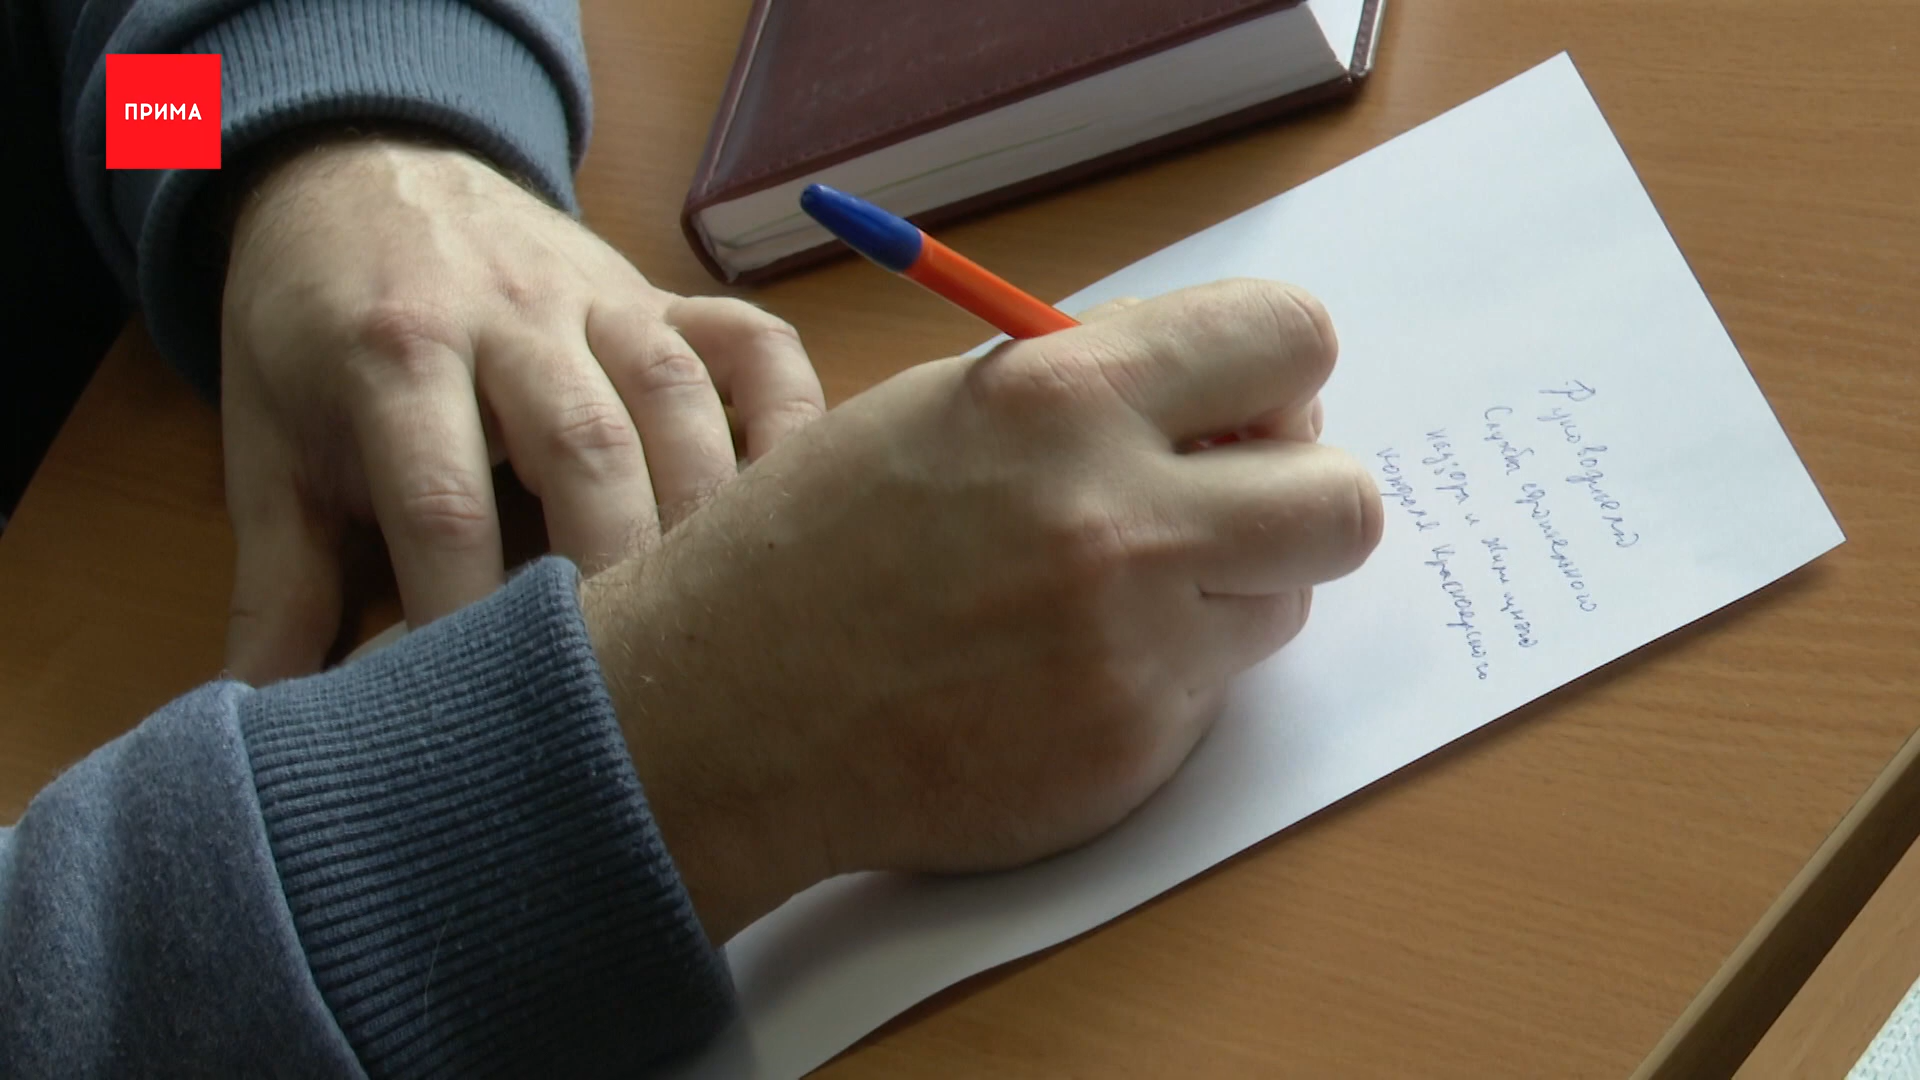 ПРИМА
Руководителю
Службы строительного
надзора и жилищного
контроля Красноярского